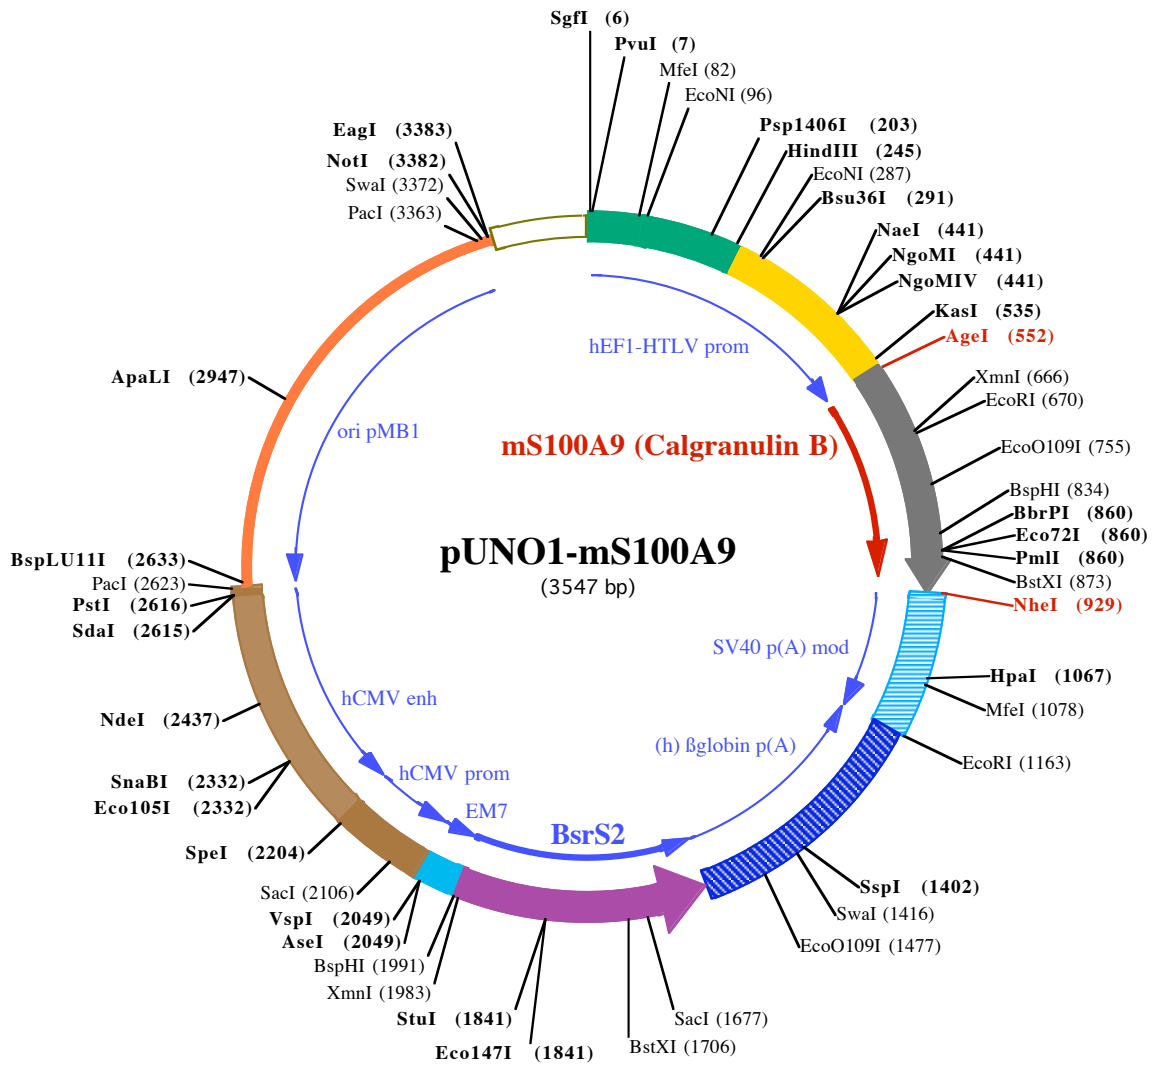 SgfI (6)
PvuI (7)
MfeI (82)
EcoNI (96)
Psp1406I (203)
HindIII (245)
EcoNI (287)
Bsu36I (291)
NaeI (441)
NgoMI (441)
NgoMIV (441)
KasI (535)
AgeI (552)
XmnI (666)
EcoRI (670)
EcoO109I (755)
BspHI (834)
BbrPI (860)
Eco72I (860)
PmlI (860)
BstXI (873)
NheI (929)
HpaI (1067)
MfeI (1078)
EcoRI (1163)
SspI (1402)
SwaI (1416)
EcoO109I (1477)
SacI (1677)
BstXI (1706)
Eco147I (1841)
StuI (1841)
XmnI (1983)
BspHI (1991)
AseI (2049)
VspI (2049)
SacI (2106)
SpeI (2204)
Eco105I (2332)
SnaBI (2332)
NdeI (2437)
SdaI (2615)
PstI (2616)
PacI (2623)
BspLU11I (2633)
ApaLI (2947)
PacI (3363)
SwaI (3372)
NotI (3382)
EagI (3383)
hEF1-HTLV prom
mS100A9 (Calgranulin B)
ori pMB1
pUNO1-mS100A9
(3547 bp)
SV40 p(A) mod
(h) ßglobin p(A)
hCMV enh
hCMV prom
EM7
BsrS2